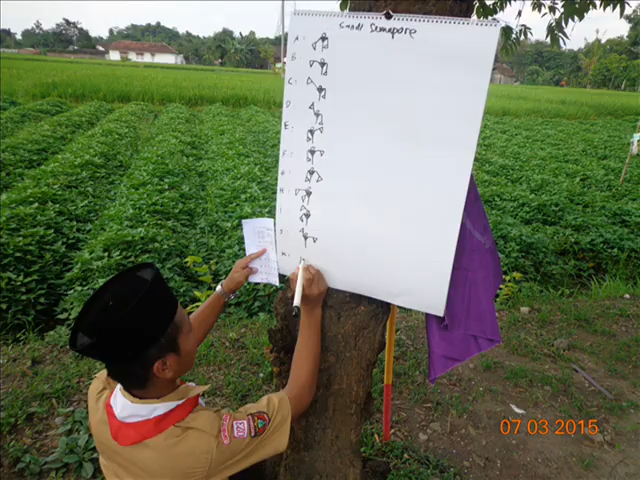 Sandi Semapore
A :
B :
C :
D
E :
F :
G :
H :
I
J
K :
07 03 2015